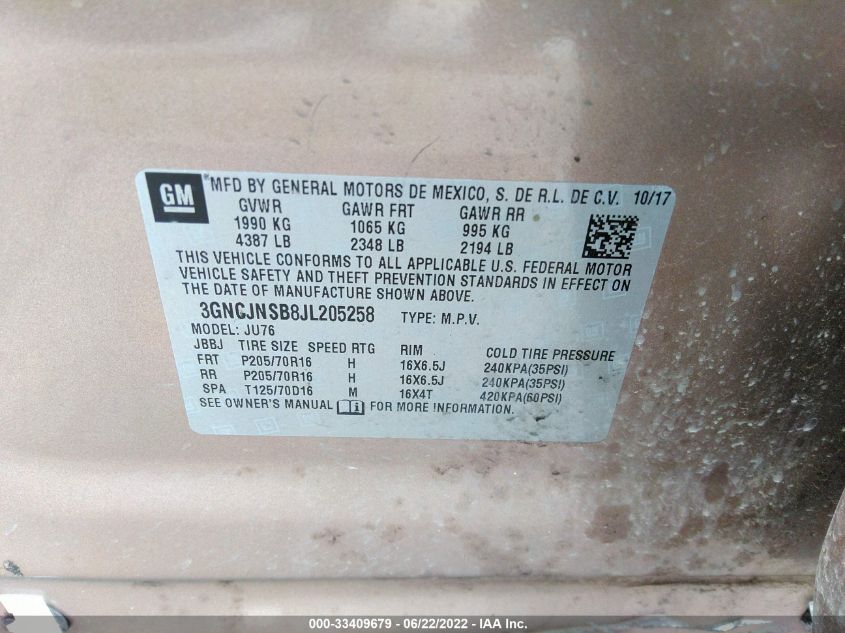 GM
MFD BY GENERAL MOTORS DE MEXICO, S. DE R.L. DE C.V. 10/17
GVWR GAWR FRT GAWR RR
1990 KG 1065 KG 995 KG
4387 LB 2348 LB 2194 LB
THIS VEHICLE CONFORMS TO ALL APPLICABLE U.S. FEDERAL MOTOR
VEHICLE SAFETY AND THEFT PREVENTION STANDARDS IN EFFECT ON
THE DATE OF MANUFACTURE SHOWN ABOVE.
3GNCJNSB8JL205258 TYPE: M.P.V.
MODEL: JU76
JBBJ TIRE SIZE SPEED RTG RIM COLD TIRE PRESSURE
FRT P205/70R16 H 16X6.5J 240KPA(35PSI)
RR P205/70R16 H 16X6.5J 240KPA(35PSI)
SPA T125/70D16 M 16X4T 420KPA(60PSI)
SEE OWNER'S MANUAL FOR MORE INFORMATION.
000-33409679 - 06/22/2022 - IAA Inc.